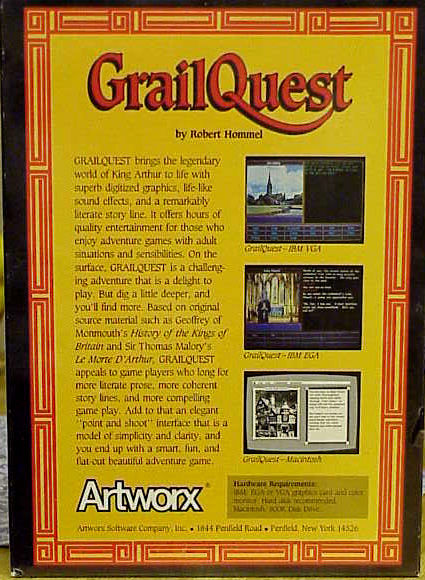 GrailQuest
by Robert Hommel
GRAILQUEST brings the legendary
world of King Arthur to life with
superb digitized graphics, life-like
sound effects, and a remarkably
literate story line. It offers hours of
quality entertainment for those who
enjoy adventure games with adult
situations and sensibilities. On the
surface, GRAILQUEST is a challeng-
ing adventure that is a delight to
play. But dig a little deeper, and
you'll find more. Based on original
source material such as Geoffrey of
Monmouth's History of the Kings of
Britain and Sir Thomas Malory's
Le Morte D'Arthur, GRAILQUEST
appeals to game players who long for
more literate prose, more coherent
story lines, and more compelling
game play. Add to that an elegant
"point and shoot" interface that is a
model of simplicity and clarity, and
you end up with a smart, fun, and
flat-out beautiful adventure game.
GrailQuest—IBM VGA
GrailQuest—IBM EGA
GrailQuest—Macintosh
Artworx®
Hardware Requirements:
IBM: EGA or VGA graphics card and color
monitor. Hard disk recommended.
Macintosh: 800K Disk Drive.
Artworx Software Company, Inc. • 1844 Penfield Road • Penfield, New York 14526